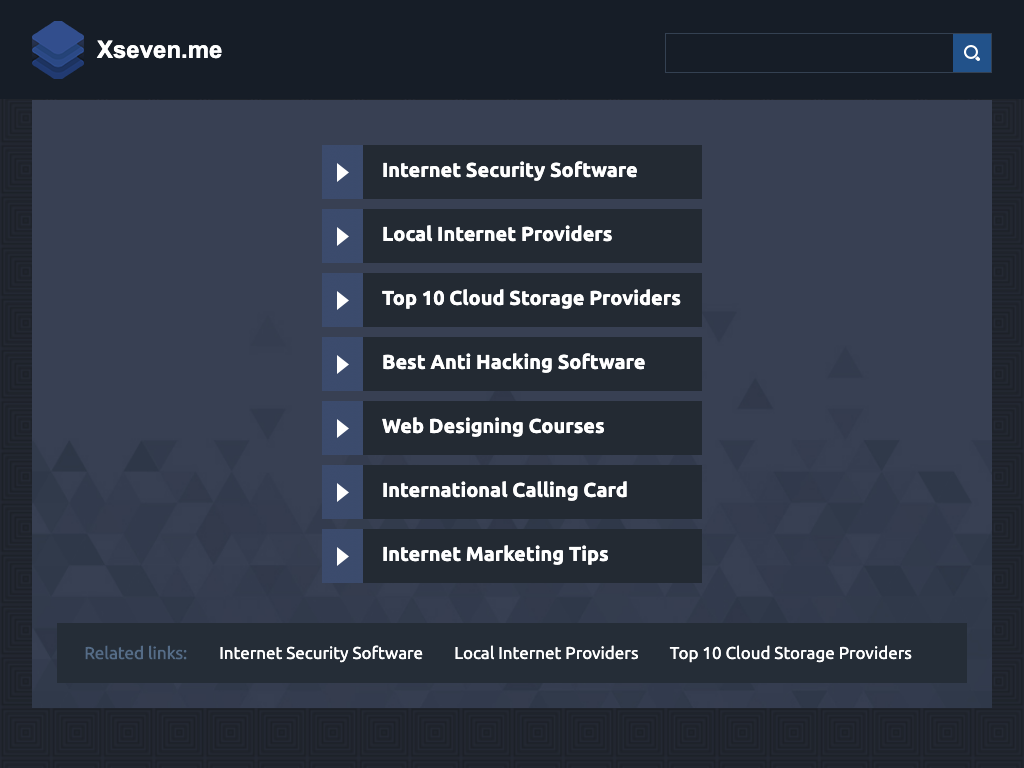 Xseven.me
Internet Security Software
Local Internet Providers
Top 10 Cloud Storage Providers
Best Anti Hacking Software
Web Designing Courses
International Calling Card
Internet Marketing Tips
Related links: Internet Security Software Local Internet Providers Top 10 Cloud Storage Providers